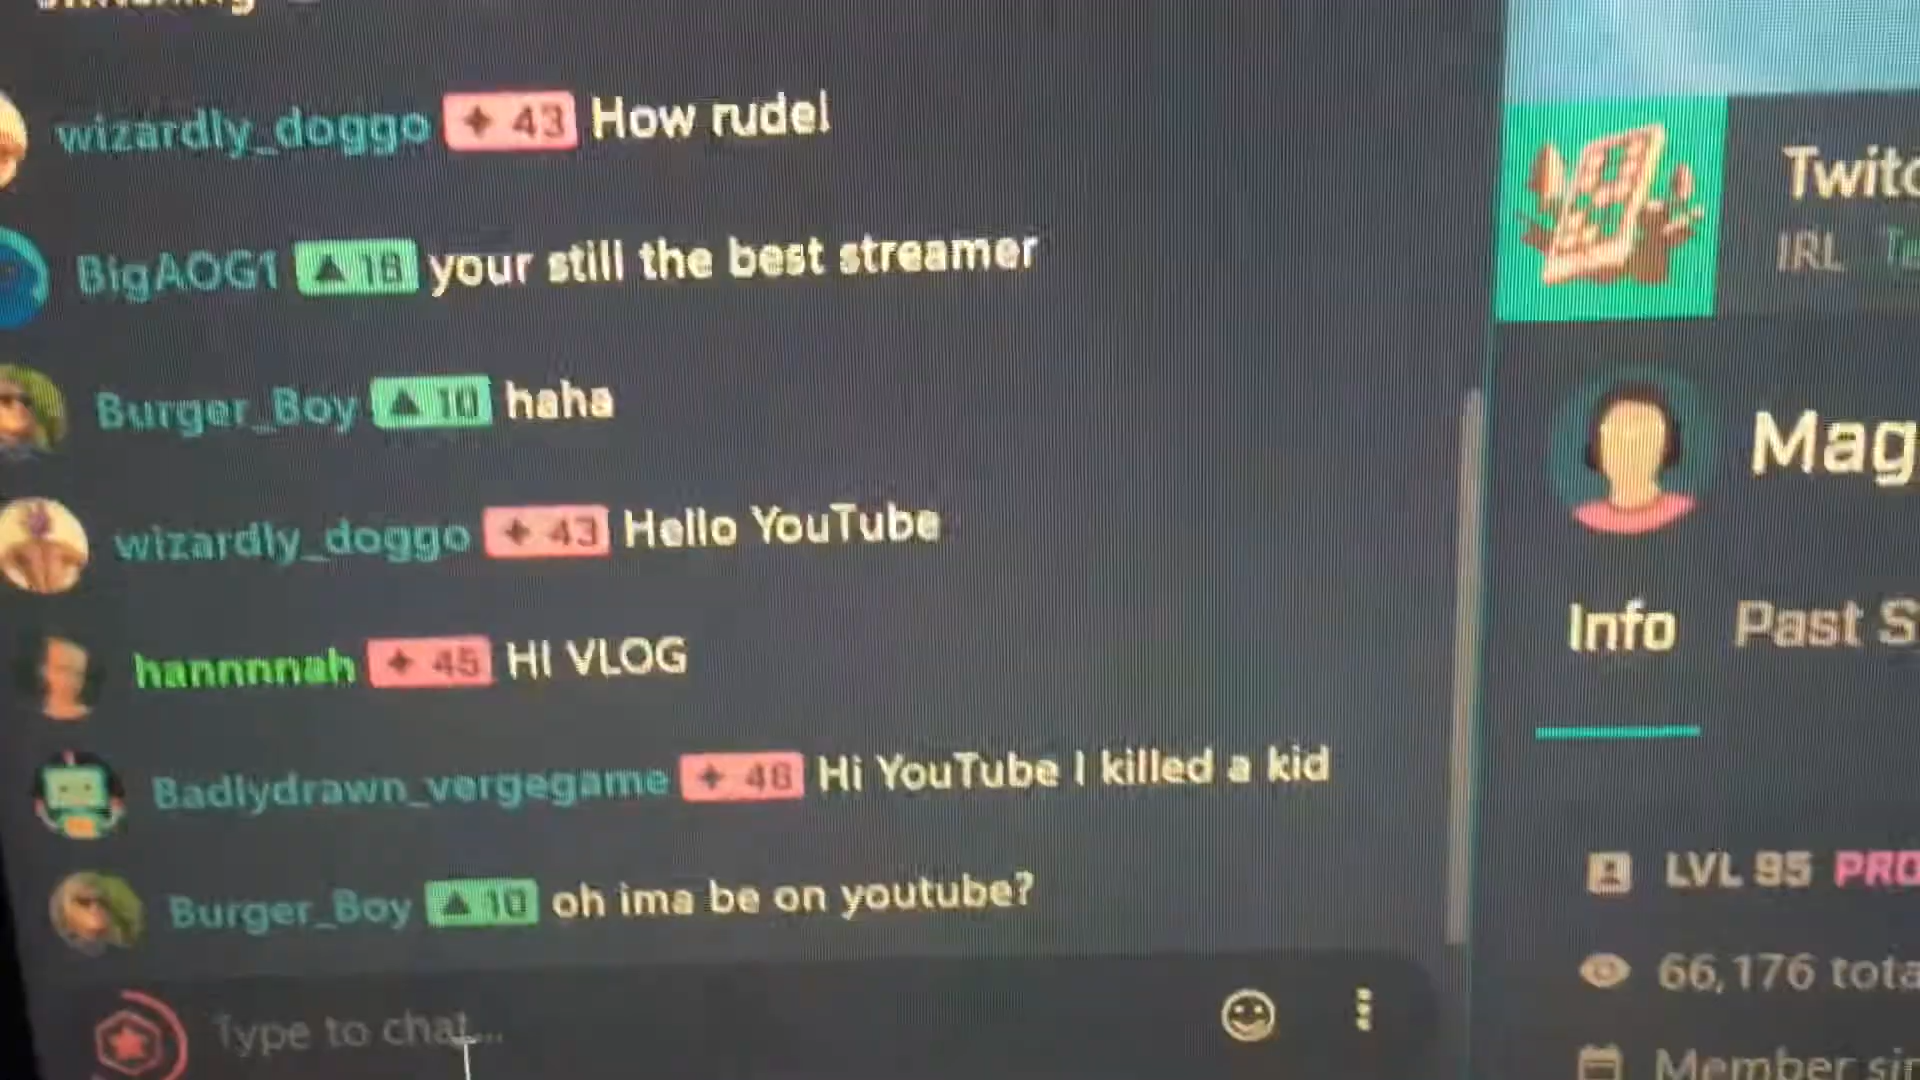 wizardly_doggo 43 How rude!
BigAOG1 18 your still the best streamer
Burger_Boy 10 haha
wizardly_doggo 43 Hello YouTube
hannnnah 45 HI VLOG
Badlydrawn_vergegame 46 Hi YouTube I killed a kid
Burger_Boy 10 oh ima be on youtube?
Type to chat...
Twitc
IRL
Mag
Info Past S
LVL 95 PRO
66,176 tota
Member sin